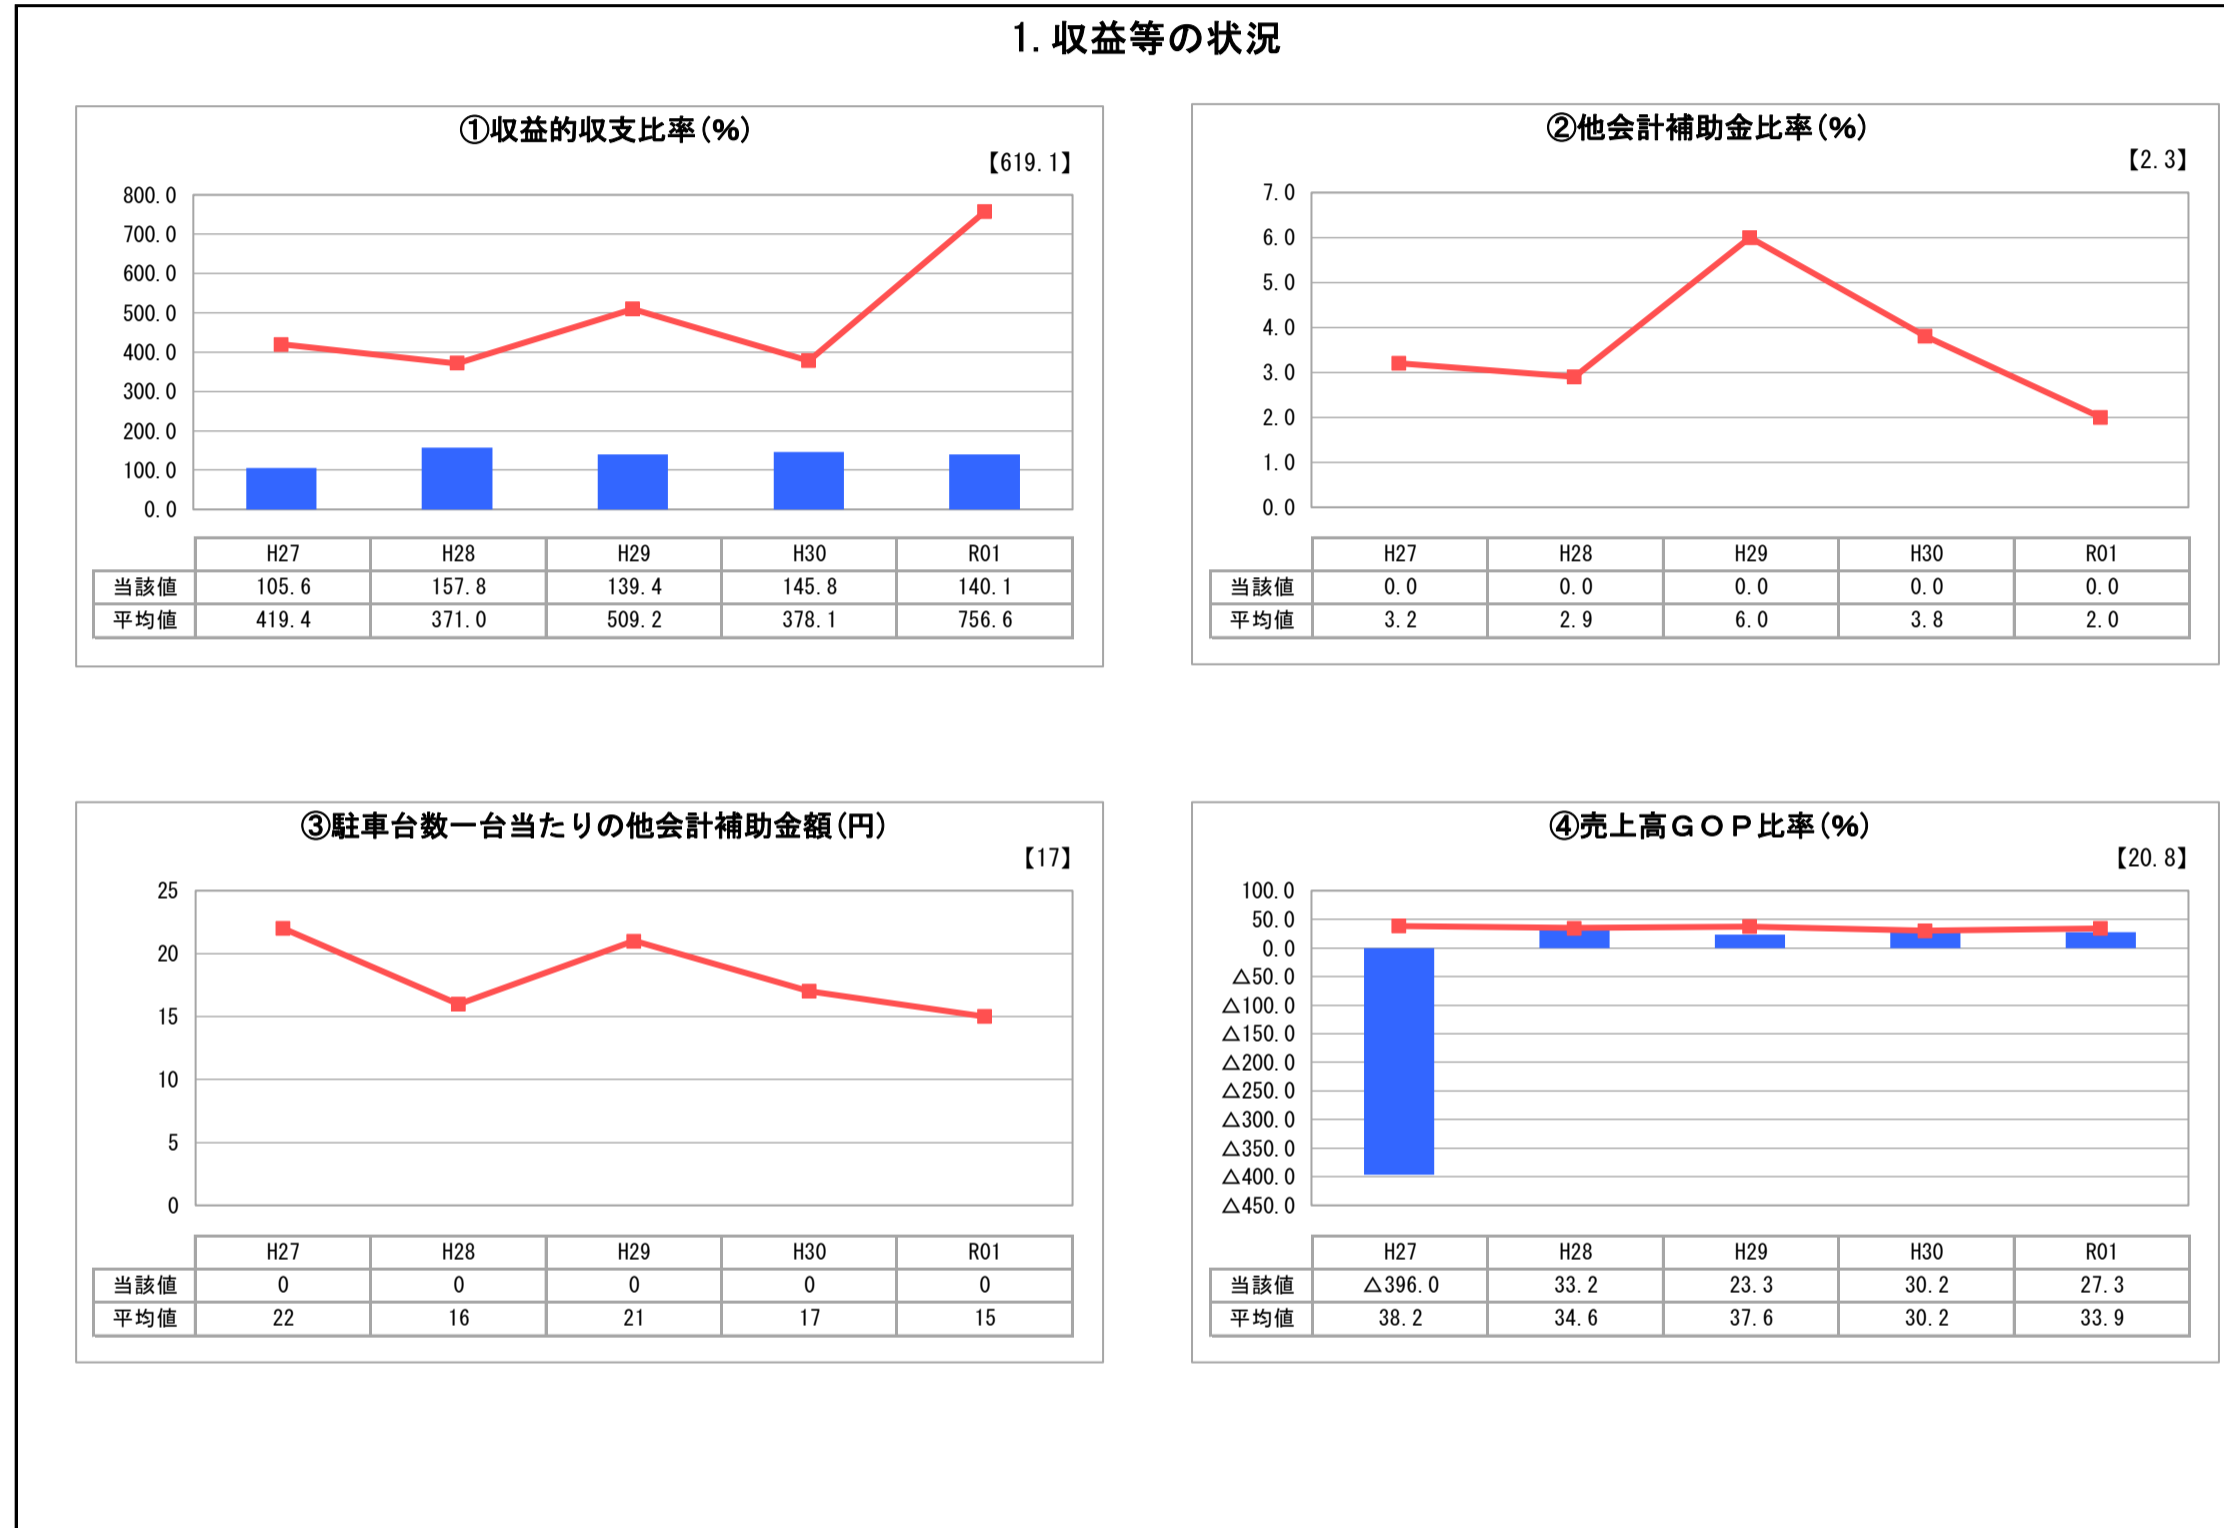 1. 収益等の状況
①収益的収支比率(%)
【619.1】
800.0
700.0
600.0
500.0
400.0
300.0
200.0
100.0
0.0
H27 H28 H29 H30 R01
当該値 105.6 157.8 139.4 145.8 140.1
平均値 419.4 371.0 509.2 378.1 756.6
②他会計補助金比率(%)
【2.3】
7.0
6.0
5.0
4.0
3.0
2.0
1.0
0.0
H27 H28 H29 H30 R01
当該値 0.0 0.0 0.0 0.0 0.0
平均値 3.2 2.9 6.0 3.8 2.0
③駐車台数一台当たりの他会計補助金額(円)
【17】
25
20
15
10
5
0
H27 H28 H29 H30 R01
当該値 0 0 0 0 0
平均値 22 16 21 17 15
④売上高ＧＯＰ比率(%)
【20.8】
100.0
50.0
0.0
△50.0
△100.0
△150.0
△200.0
△250.0
△300.0
△350.0
△400.0
△450.0
H27 H28 H29 H30 R01
当該値 △396.0 33.2 23.3 30.2 27.3
平均値 38.2 34.6 37.6 30.2 33.9